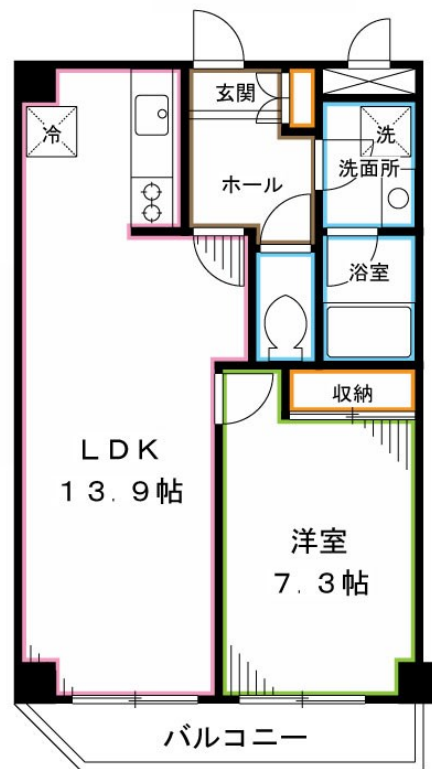 玄関
冷
洗
洗面所
ホール
浴室
収納
LDK
13.9帖
洋室
7.3帖
バルコニー